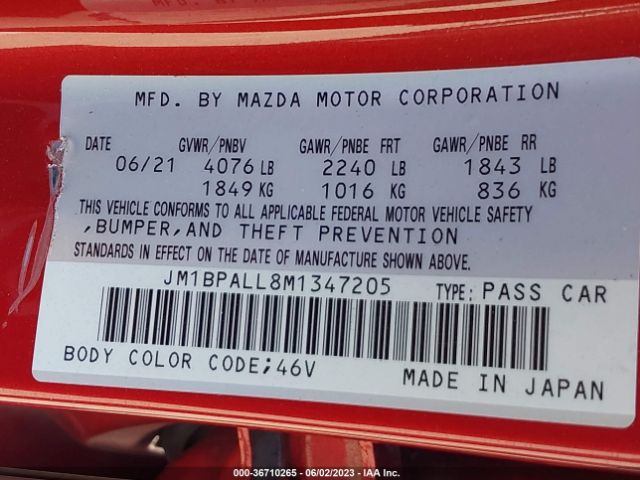 MFD. BY MAZDA MOTOR CORPORATION
DATE GVWR/PNBV GAWR/PNBE FRT GAWR/PNBE RR
06/21 4076 LB 2240 LB 1843 LB
1849 KG 1016 KG 836 KG
THIS VEHICLE CONFORMS TO ALL APPLICABLE FEDERAL MOTOR VEHICLE SAFETY
,BUMPER,AND THEFT PREVENTION
STANDARDS IN EFFECT ON THE DATE OF MANUFACTURE SHOWN ABOVE.
JM1BPALL8M1347205 TYPE: PASS CAR
BODY COLOR CODE;46V
MADE IN JAPAN
000-36710265 - 06/02/2023 - IAA Inc.